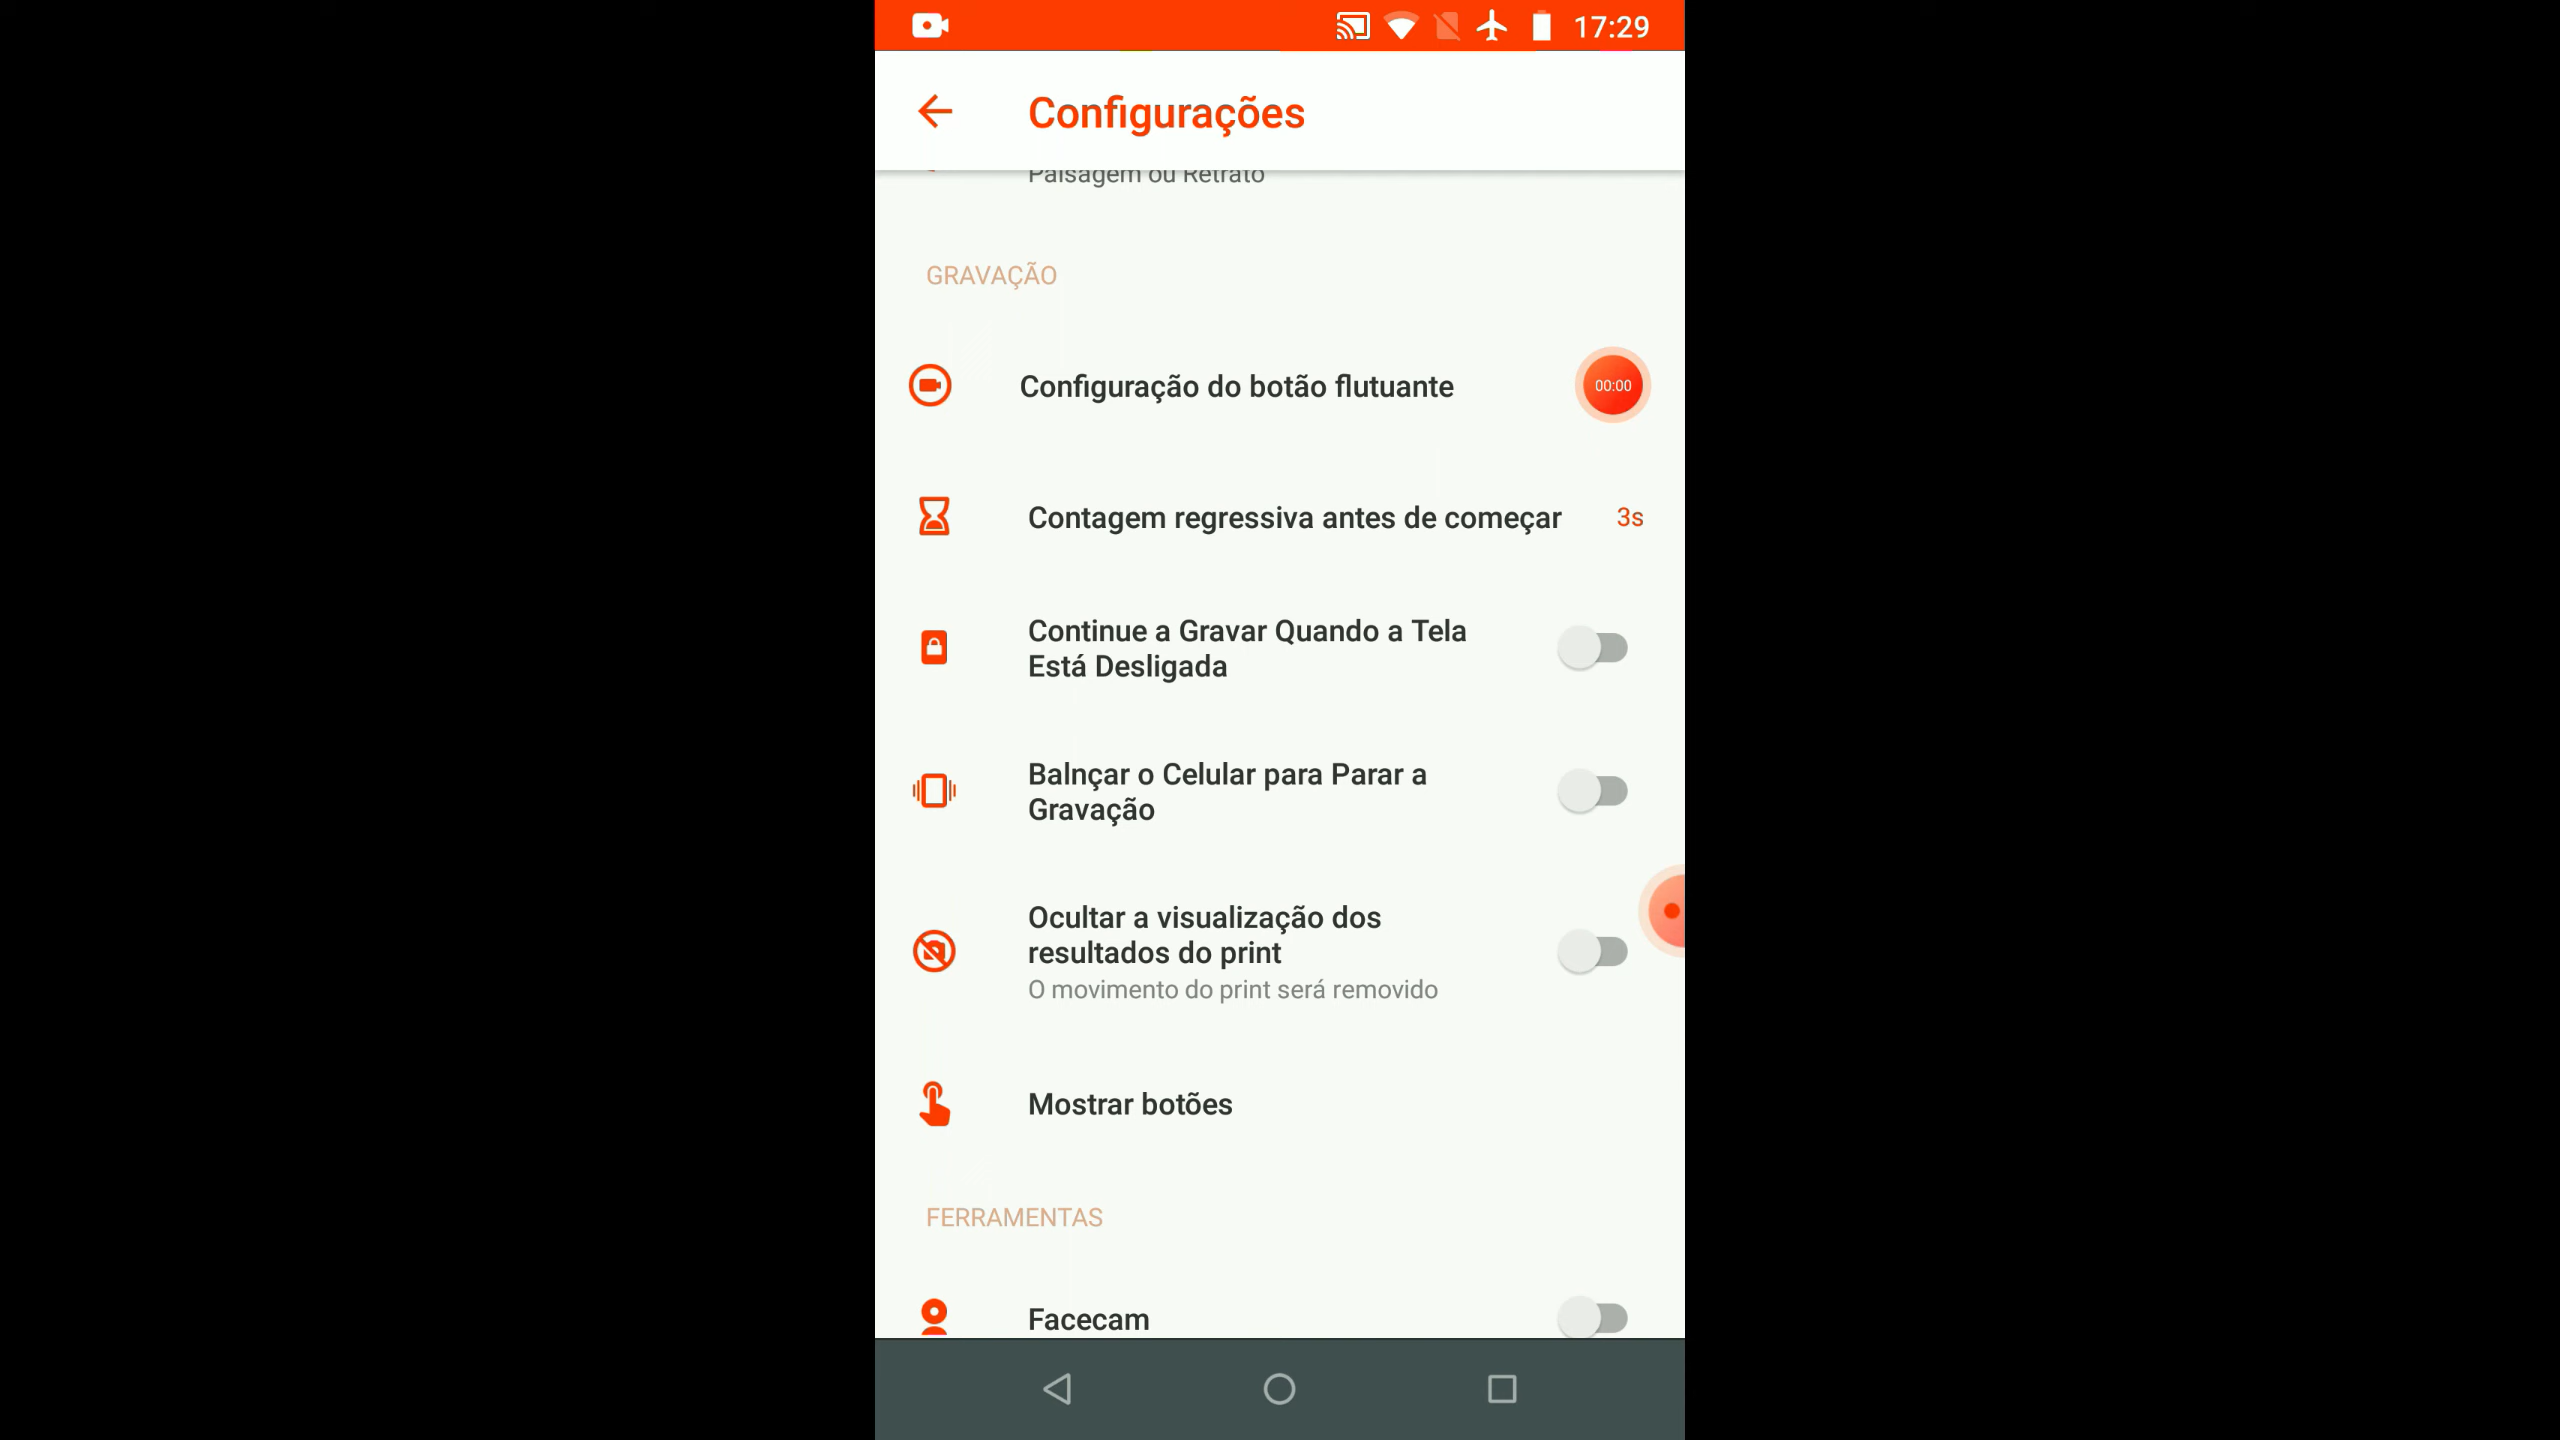 17:29
Configurações
Paisagem ou Retrato
GRAVAÇÃO
Configuração do botão flutuante
00:00
Contagem regressiva antes de começar
3s
Continue a Gravar Quando a Tela
Está Desligada
Balnçar o Celular para Parar a
Gravação
Ocultar a visualização dos
resultados do print
O movimento do print será removido
Mostrar botões
FERRAMENTAS
Facecam